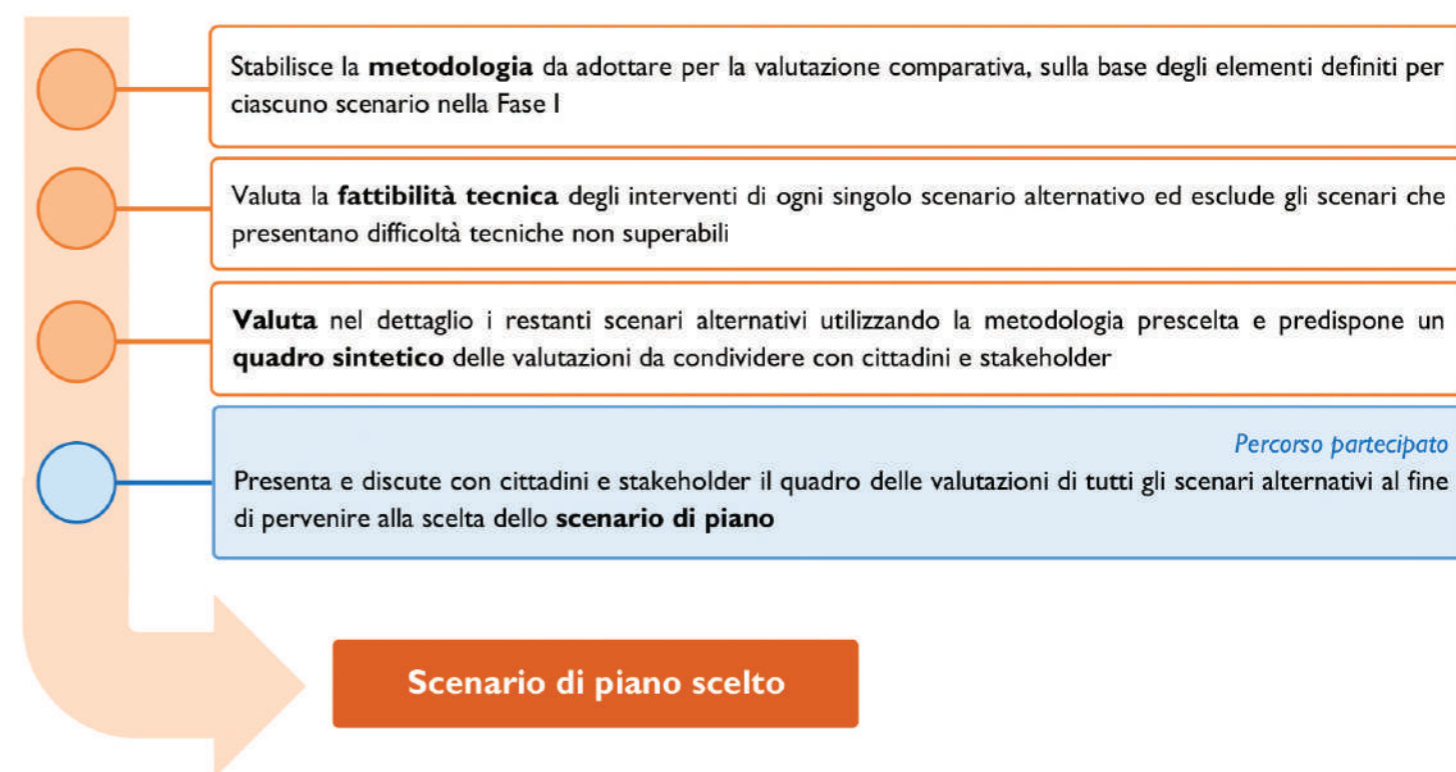 Stabilisce la metodologia da adottare per la valutazione comparativa, sulla base degli elementi definiti per
ciascuno scenario nella Fase I
Valuta la fattibilità tecnica degli interventi di ogni singolo scenario alternativo ed esclude gli scenari che
presentano difficoltà tecniche non superabili
Valuta nel dettaglio i restanti scenari alternativi utilizzando la metodologia prescelta e predispone un
quadro sintetico delle valutazioni da condividere con cittadini e stakeholder
Percorso partecipato
Presenta e discute con cittadini e stakeholder il quadro delle valutazioni di tutti gli scenari alternativi al fine
di pervenire alla scelta dello scenario di piano
Scenario di piano scelto